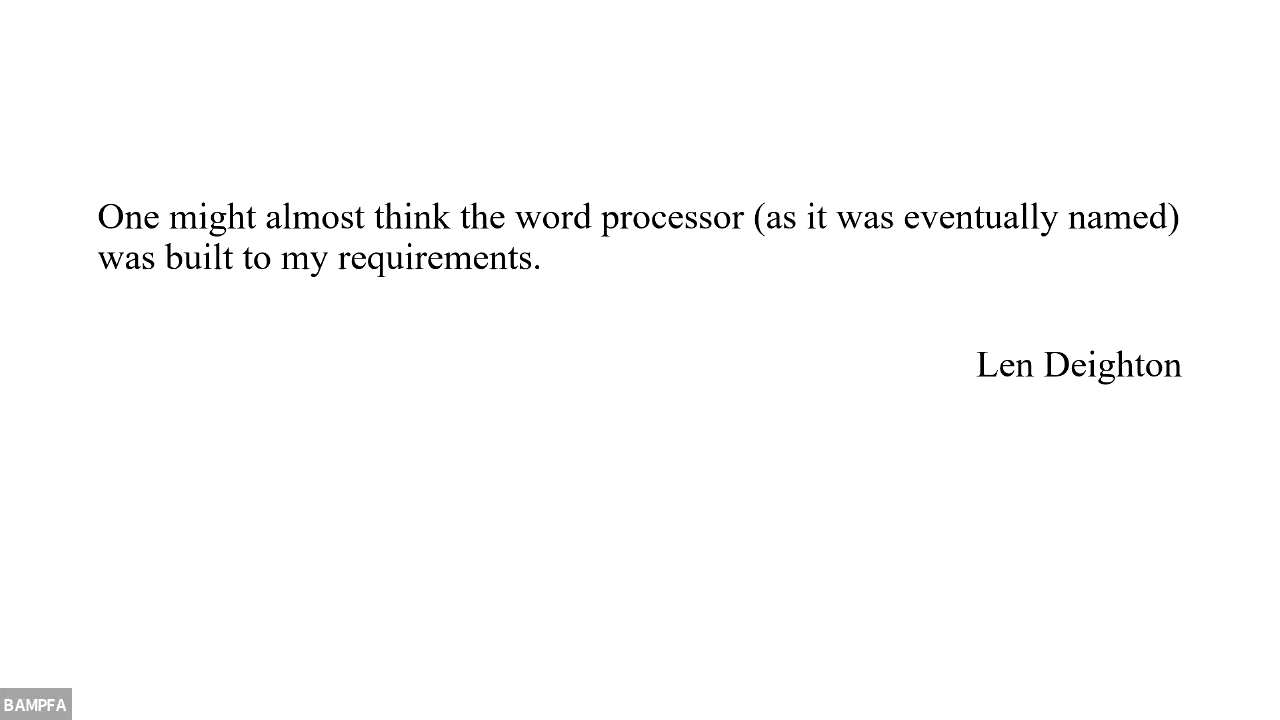 One might almost think the word processor (as it was eventually named)
was built to my requirements.
Len Deighton
BAMPFA